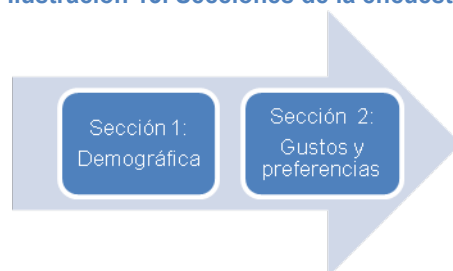 Sección 1:
Demográfica
Sección 2:
Gustos y
preferencias